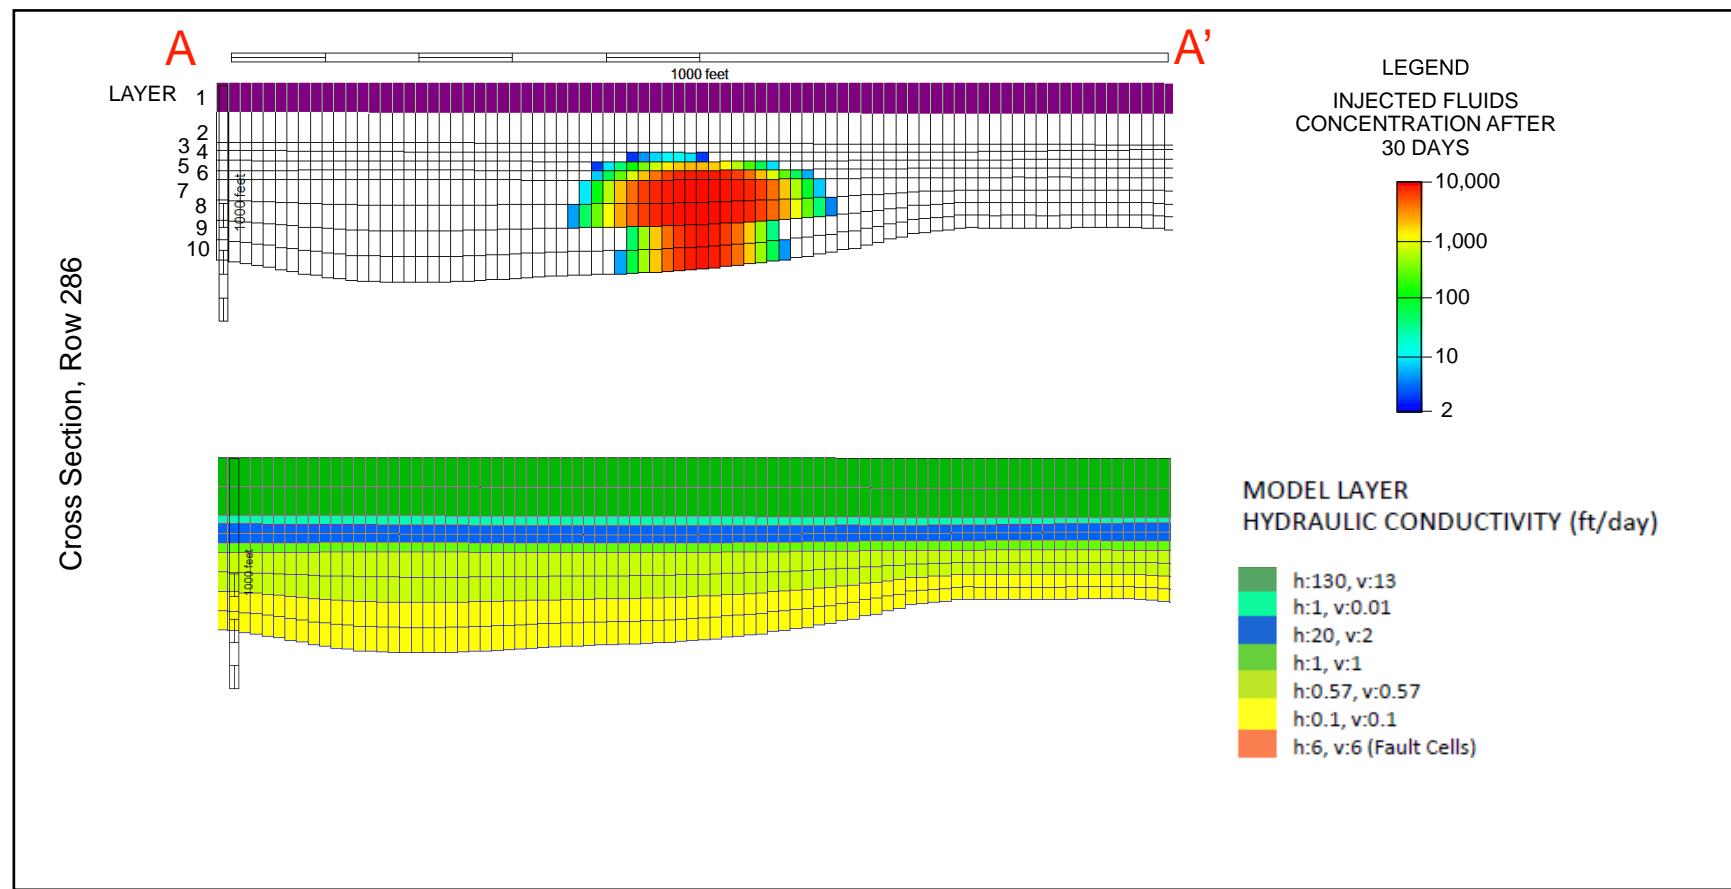 A
A’
1000 feet
LAYER
1
2
3
4
5
6
7
8
9
10
1000 feet
Cross Section, Row 286
LEGEND
INJECTED FLUIDS
CONCENTRATION AFTER
30 DAYS
10,000
1,000
100
10
2
1000 feet
MODEL LAYER
HYDRAULIC CONDUCTIVITY (ft/day)
h:130, v:13
h:1, v:0.01
h:20, v:2
h:1, v:1
h:0.57, v:0.57
h:0.1, v:0.1
h:6, v:6 (Fault Cells)